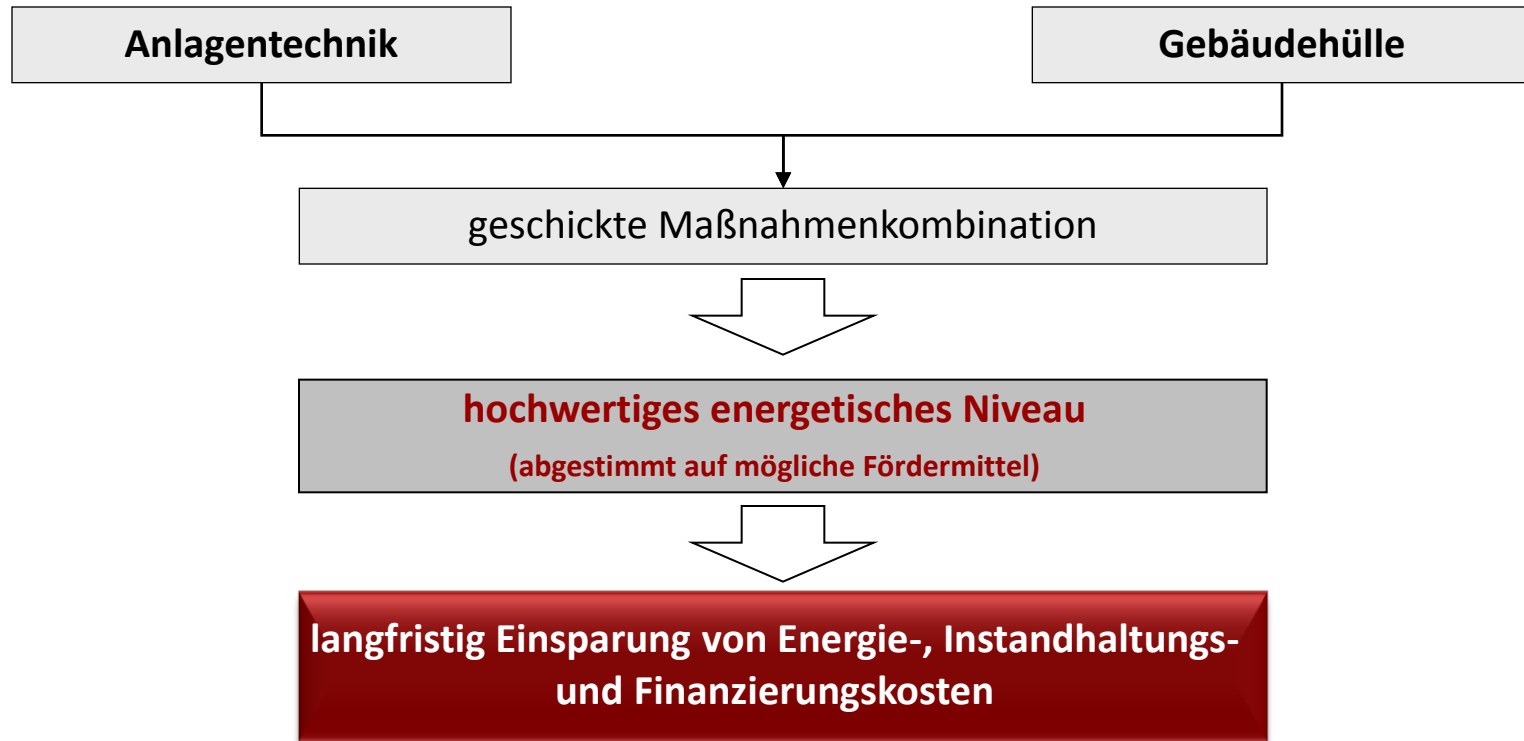 Anlagentechnik
Gebäudehülle
geschickte Maßnahmenkombination
hochwertiges energetisches Niveau
(abgestimmt auf mögliche Fördermittel)
langfristig Einsparung von Energie-, Instandhaltungs-
und Finanzierungskosten